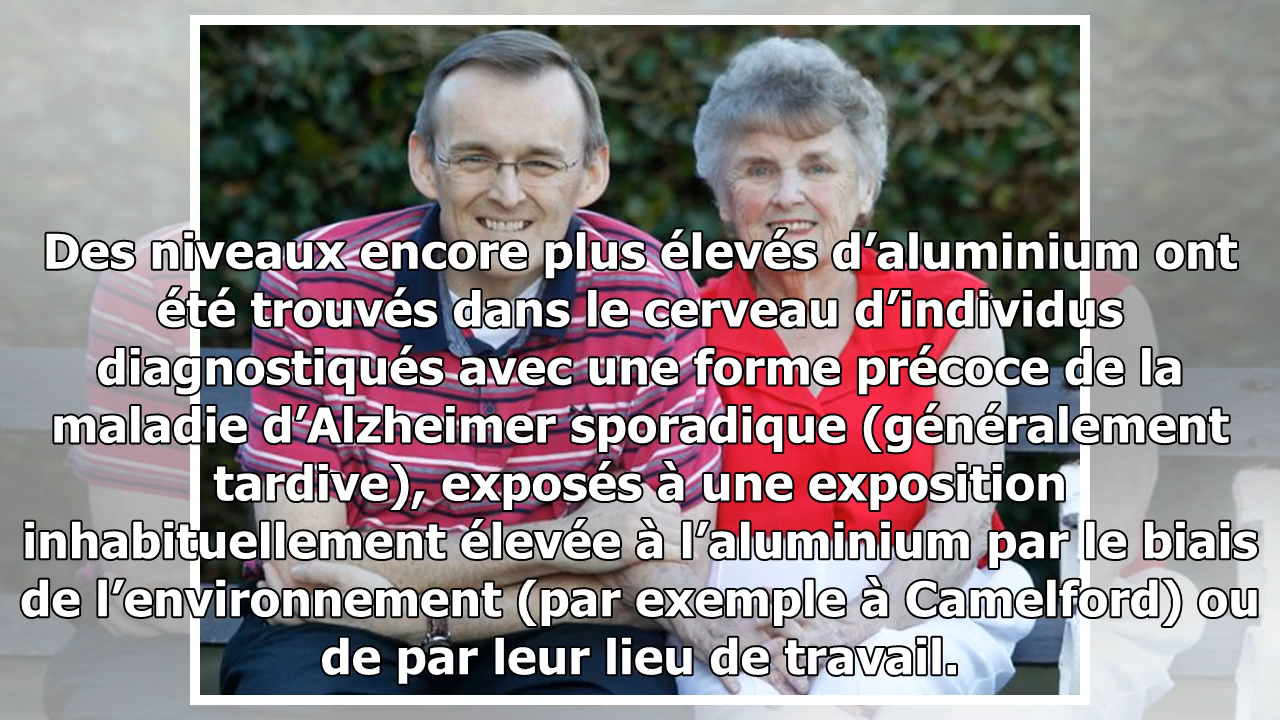 Des niveaux encore plus élevés d’aluminium ont
été trouvés dans le cerveau d’individus
diagnostiqués avec une forme précoce de la
maladie d’Alzheimer sporadique (généralement
tardive), exposés à une exposition
inhabituellement élevée à l’aluminium par le biais
de l’environnement (par exemple à Camelford) ou
de par leur lieu de travail.